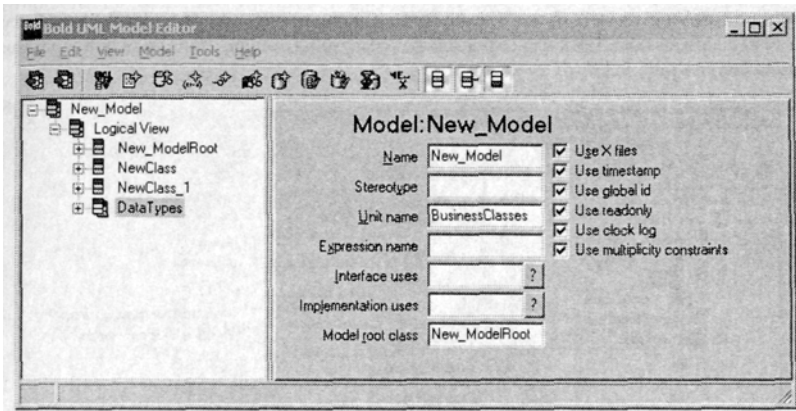 Bold Bold UML Model Editor
File Edit View Model Tools Help
New_Model
Logical View
New_ModelRoot
NewClass
NewClass_1
DataTypes
Model: New_Model
Name New_Model
Stereotype
Unit name BusinessClasses
Expression name
Interface uses ?
Implementation uses ?
Model root class New_ModelRoot
Use X files
Use timestamp
Use global id
Use readonly
Use clock log
Use multiplicity constraints